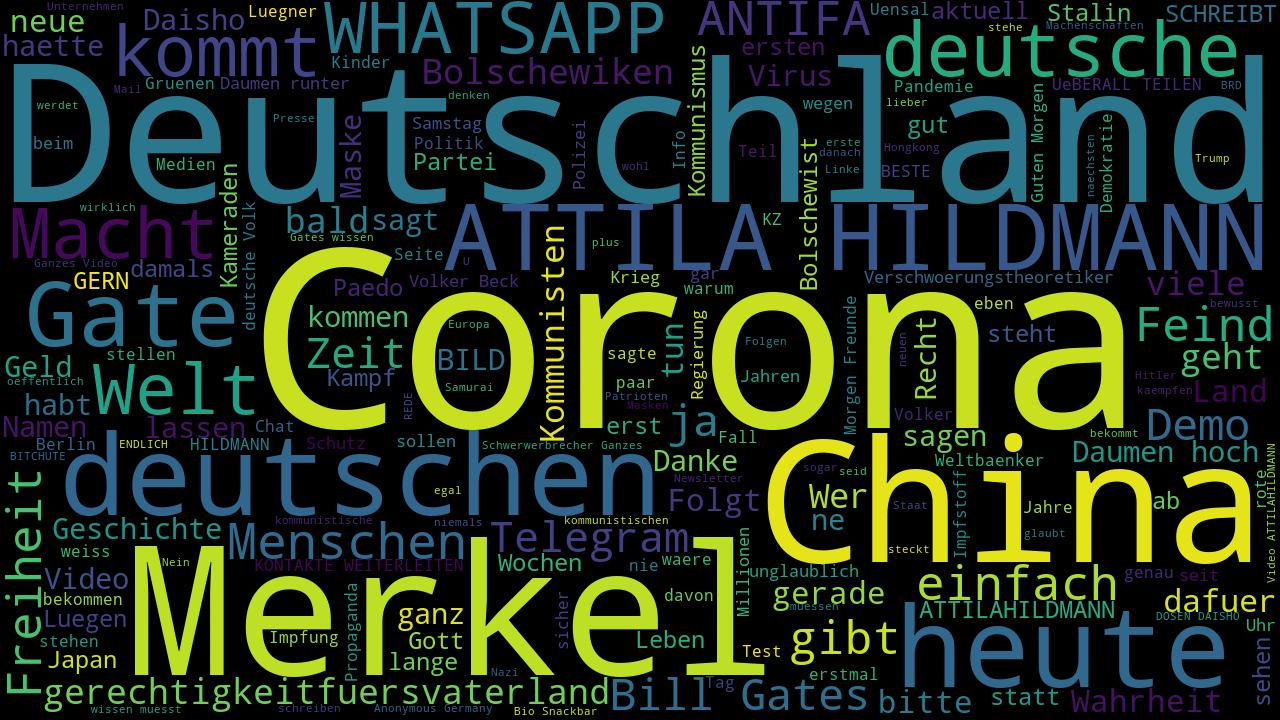 Unternehmen
neue
haette
Daisho
Luegner
kommt
WHATSAPP
Kinder
Bolschewiken
ANTIFA
ersten
Virus
Uensal
aktuell
stehe
Stalin
Machenschaften
SCHREIBT
deutsche
Mail
Gruenen
Daumen runter
werdet
denken
Pandemie
UeBERALL TEILEN
BRD
lieber
wegen
Deutschland
beim
Presse
Maske
Samstag
Politik
Partei
Polizei
wohl
Info
Kommunismus
Teil
Bolschewist
erste
danach
Linke
gut
Hongkong
BESTE
Guten Morgen
naechsten
Demokratie
Trump
Medien
Kameraden
wirklich
Macht
deutsche Volk
bald
sagt
Gates wissen
Seite
ATTILA
HILDMANN
plus
KZ
U
Ganzes Video
GERN
damals
Paedo
Volker Beck
Kommunisten
Krieg
gar
warum
Verschwoerungstheoretiker
viele
bewusst
Gate
Corona
kommen
Europa
Zeit
BILD
Samurai
Kampf
sagte
paar
Patrioten
Masken
tun
Regierung
Folgen
Jahren
Morgen Freunde
eben
neuen
Recht
steht
Feind
geht
Hitler
kaempfen
Land
Geld
oeffentlich
stellen
Welt
habt
Namen
lassen
Chat
REDE
Berlin
ENDLICH
HILDMANN
Schutz
sollen
erst
ja
Fall
Volker
sagen
bekommt
Demo
BITCHUTE
Schwerwerbrecher Ganzes
Danke
Newsletter
Weltbaenker
Daumen hoch
deutschen
egal
Folgt
sogar
seid
Wer
ne
China
Staat
Impfstoff
Jahre
glaubt
ab
rote
Video ATTILAHILDMANN
Freiheit
Geschichte
kommunistische
niemals
kommunistischen
weiss
Menschen
Telegram
steckt
Nein
KONTAKTE WEITERLEITEN
Wochen
nie
waere
Millionen
unglaublich
einfach
genau
seit
Video
bekommen
Luegen
Merkel
Propaganda
ganz
davon
gerade
muessen
dafuer
ATTILAHILDMANN
DOSEN DAISHO
Uhr
stehen
Impfung
Gott
sicher
Leben
gibt
heute
Japan
lange
Test
sehen
Nazi
Tag
erstmal
gerechtigkeitfuersvaterland
Bill
Gates
bitte
statt
Wahrheit
wissen muesst
schreiben
Anonymous Germany
Bio Snackbar